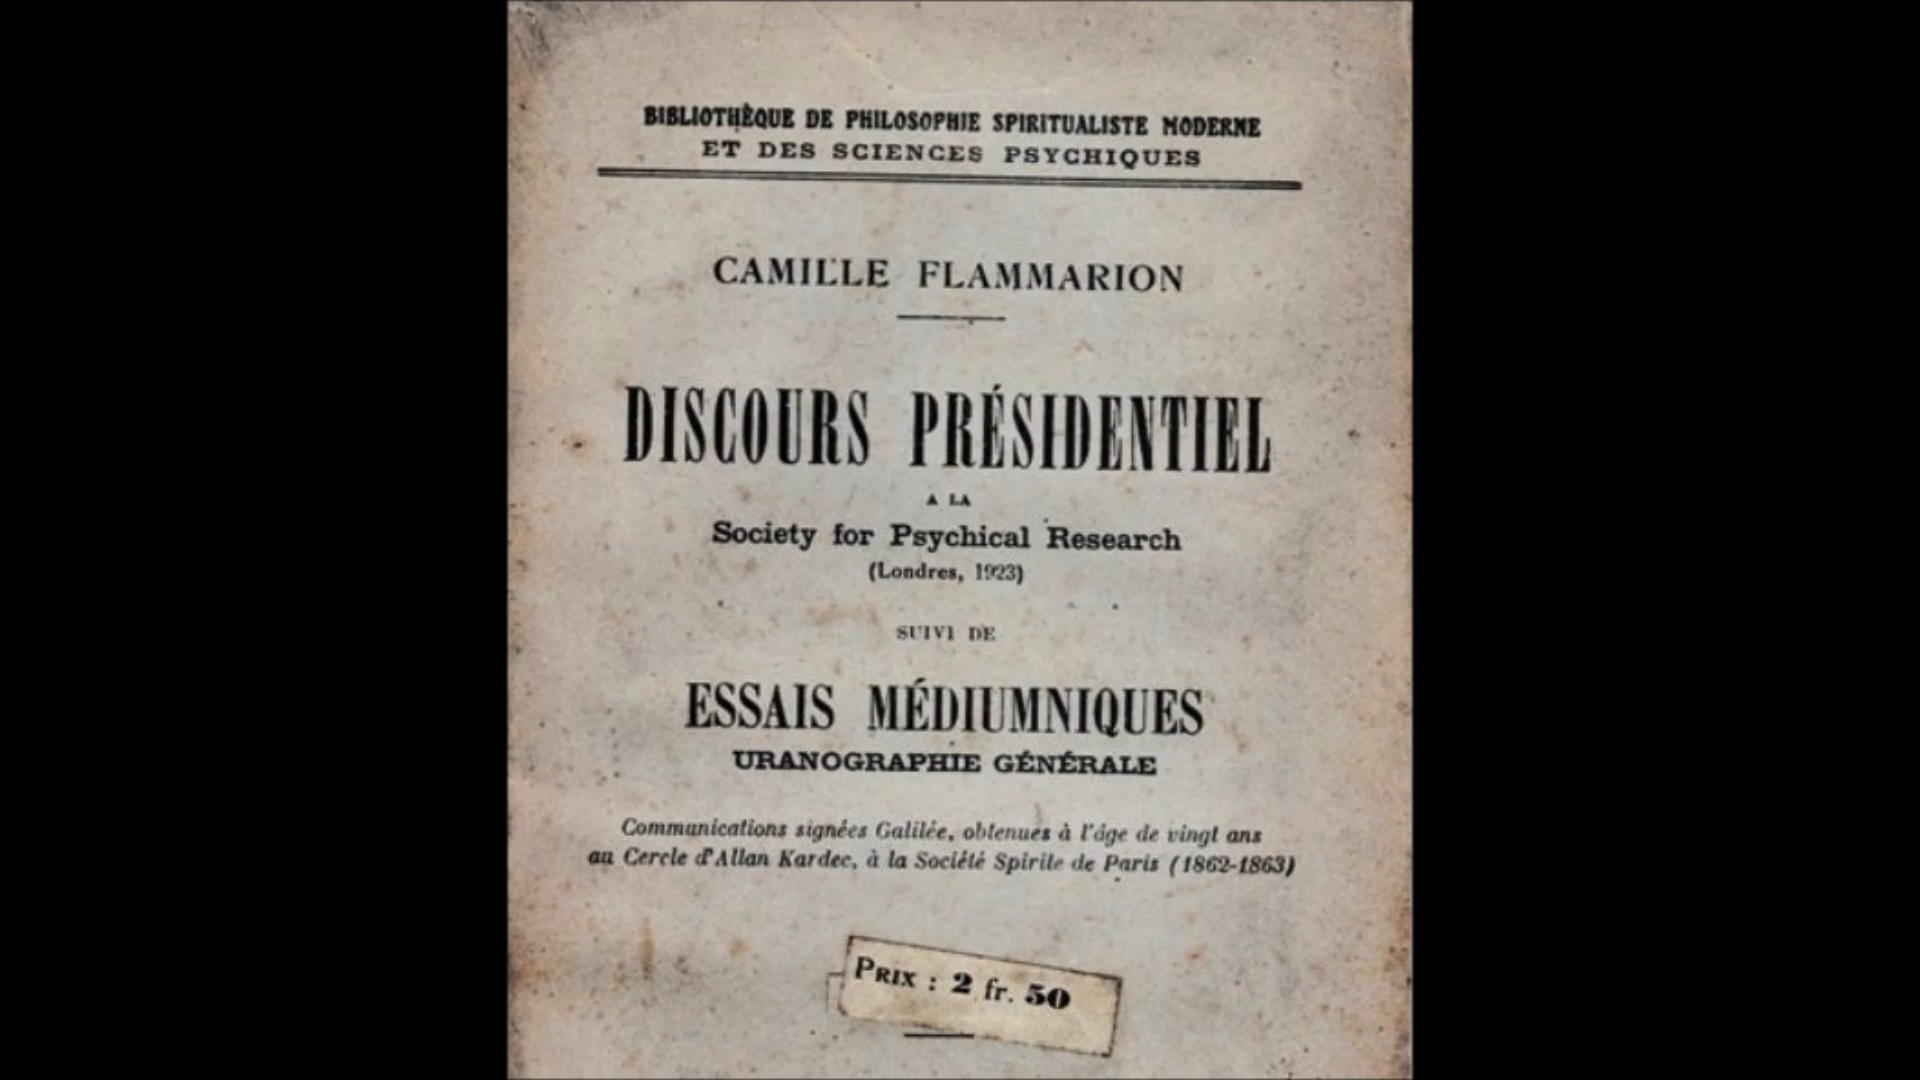 BIBLIOTHÈQUE DE PHILOSOPHIE SPIRITUALISTE MODERNE
ET DES SCIENCES PSYCHIQUES
CAMILLE FLAMMARION
DISCOURS PRÉSIDENTIEL
A LA
Society for Psychical Research
(Londres, 1923)
SUIVI DE
ESSAIS MÉDIUMNIQUES
URANOGRAPHIE GÉNÉRALE
Communications signées Galilée, obtenues à l'âge de vingt ans
au Cercle d'Allan Kardec, à la Société Spirite de Paris (1862-1863)
PRIX : 2 fr. 50